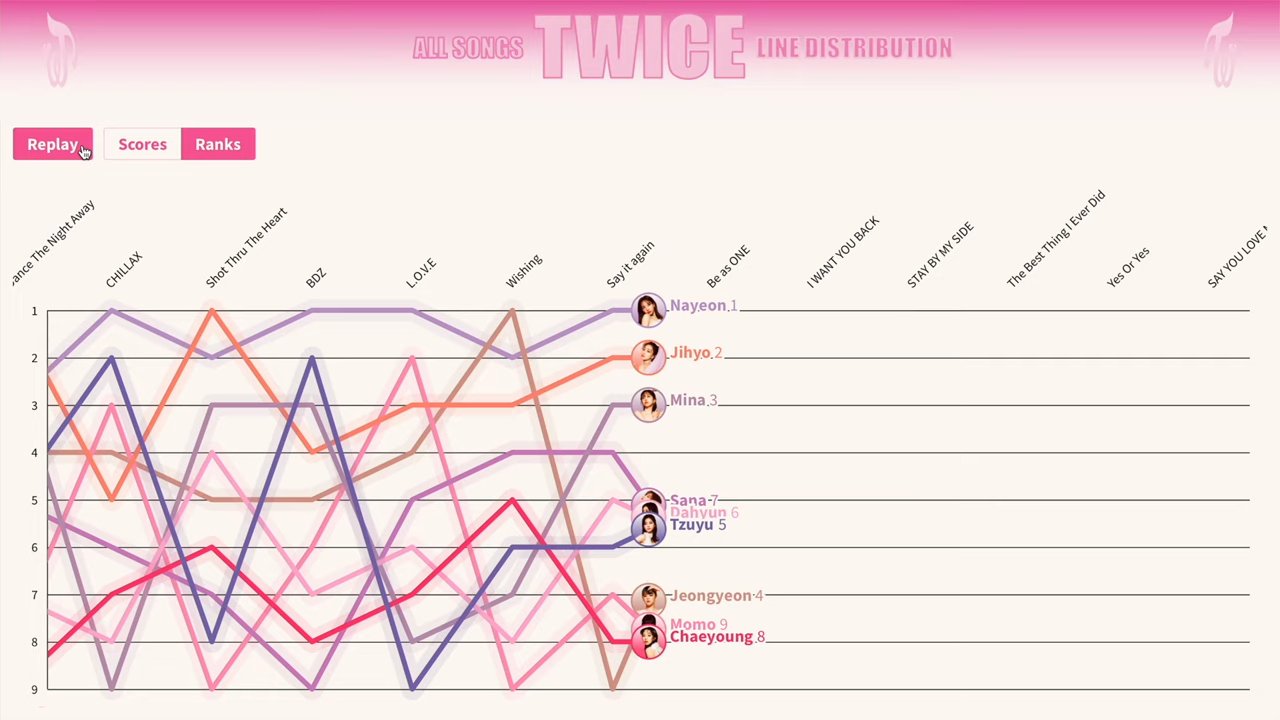 ALL SONGS TWICE LINE DISTRIBUTION
Replay Scores Ranks
ance The Night Away
CHILLAX
Shot Thru The Heart
BDZ
L.O.V.E
Wishing
Say it again
Be as ONE
I WANT YOU BACK
STAY BY MY SIDE
The Best Thing I Ever Did
Yes Or Yes
SAY YOU LOVE
1
2
3
4
5
6
7
8
9
Nayeon 1
Jihyo 2
Mina 3
Sana 7
Dahyun 6
Tzuyu 5
Jeongyeon 4
Momo 9
Chaeyoung 8